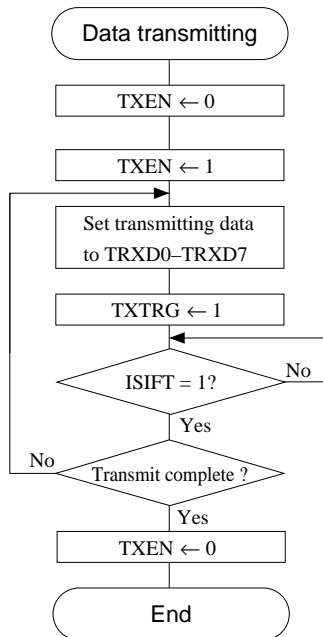 Data transmitting
TXEN ← 0
TXEN ← 1
Set transmitting data
to TRXD0–TRXD7
TXTRG ← 1
ISIFT = 1?
No
Yes
No
Transmit complete ?
Yes
TXEN ← 0
End